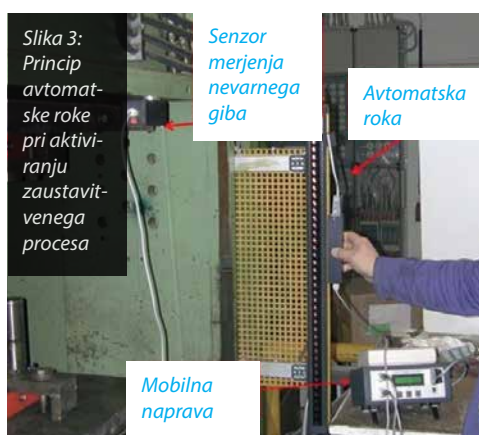 Slika 3:
Princip
avtomat-
ske roke
pri aktivi-
ranju
zaustavit-
venega
procesa
Senzor
merjenja
nevarnega
giba
Avtomatska
roka
Mobilna
naprava